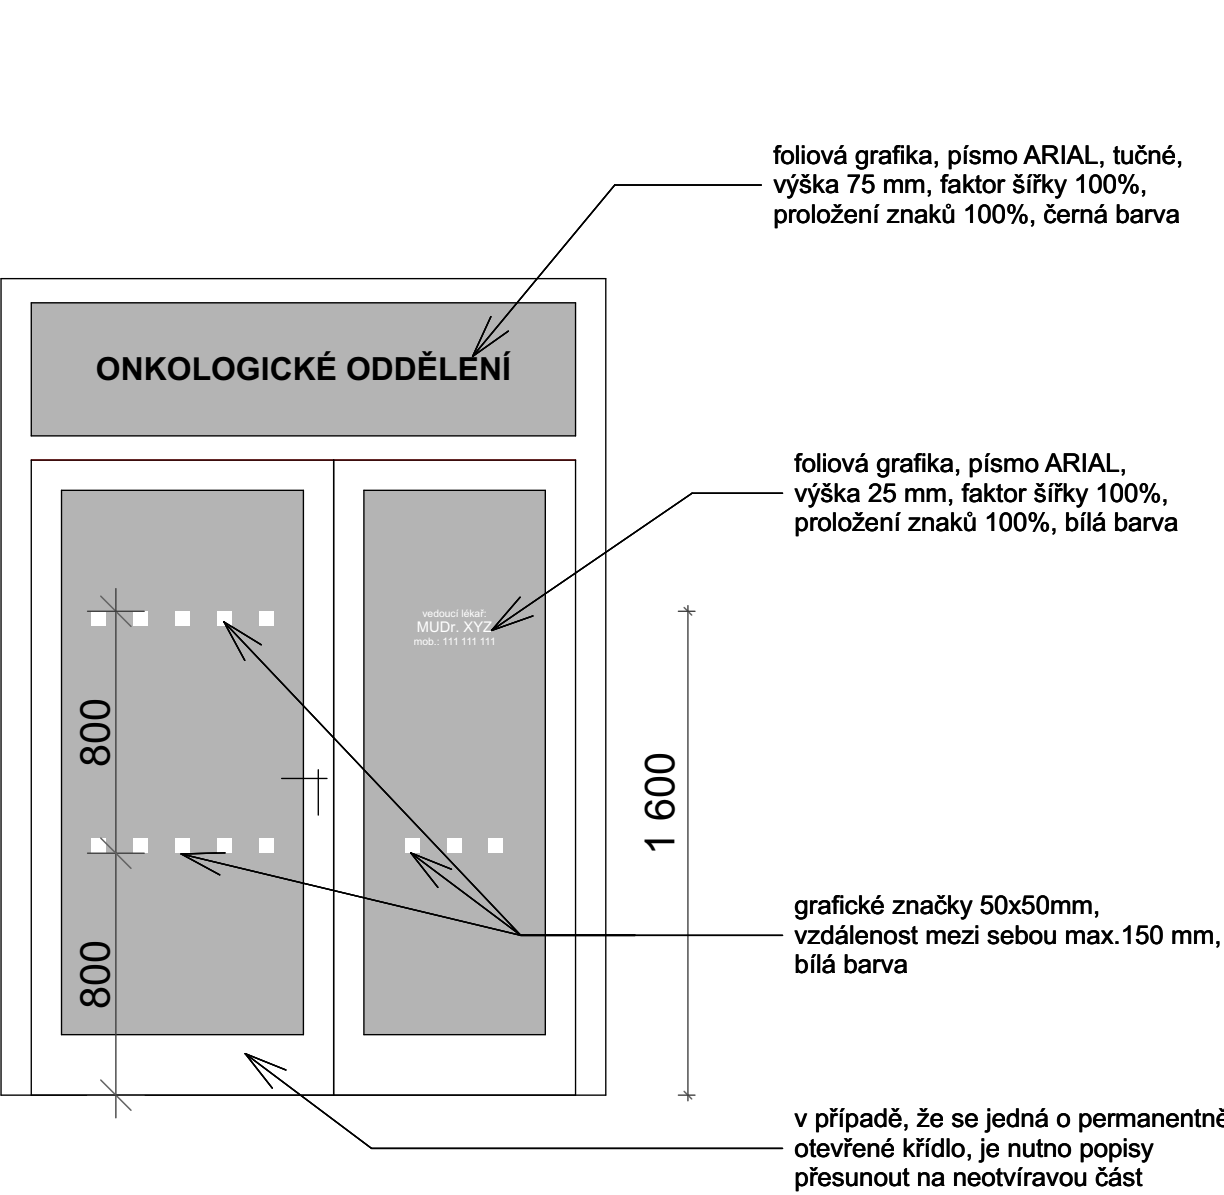 foliová grafika, písmo ARIAL, tučné,
výška 75 mm, faktor šířky 100%,
proložení znaků 100%, černá barva
ONKOLOGICKÉ ODDĚLENÍ
foliová grafika, písmo ARIAL,
výška 25 mm, faktor šířky 100%,
proložení znaků 100%, bílá barva
vedoucí lékař:
MUDr. XYZ
mob.: 111 111 111
800
1 600
800
grafické značky 50x50mm,
vzdálenost mezi sebou max.150 mm,
bílá barva
v případě, že se jedná o permanentně
otevřené křídlo, je nutno popisy
přesunout na neotvíravou část